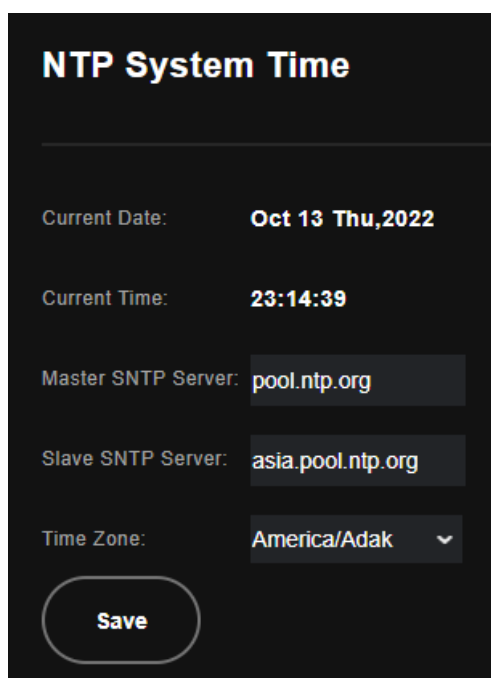 NTP System Time
Current Date: Oct 13 Thu,2022
Current Time: 23:14:39
Master SNTP Server: pool.ntp.org
Slave SNTP Server: asia.pool.ntp.org
Time Zone: America/Adak
Save